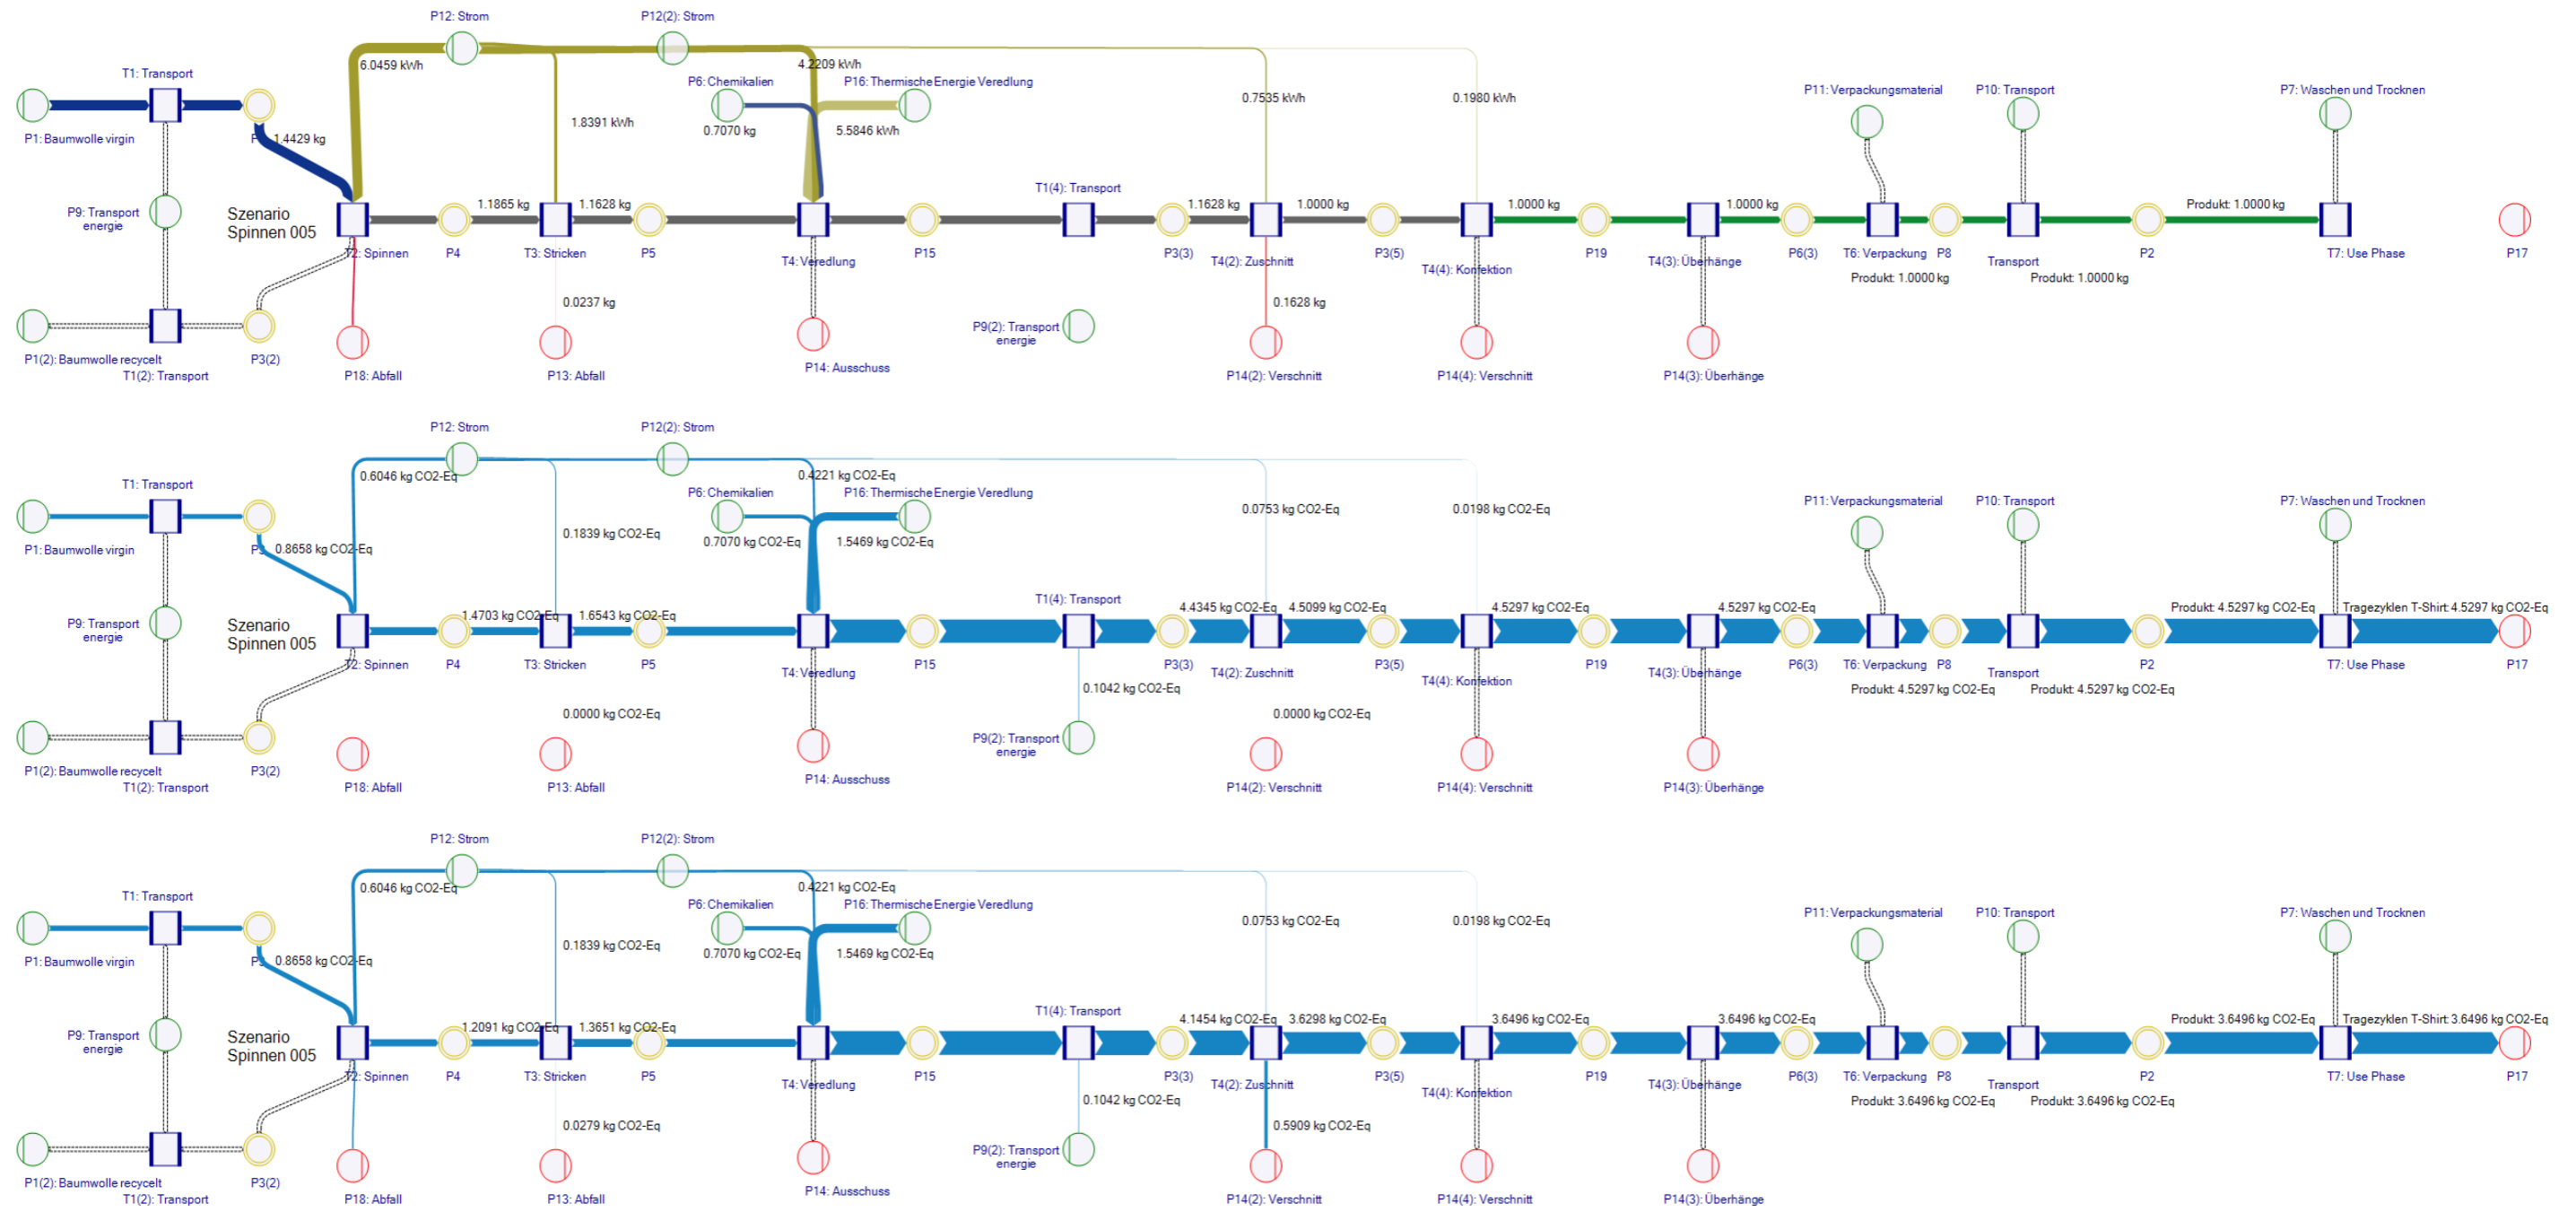 P12: Strom
P12(2): Strom
6.0459 kWh
4.2209 kWh
T1: Transport
P6: Chemikalien
P16: Thermische Energie Veredlung
P11: Verpackungsmaterial
P10: Transport
P7: Waschen und Trocknen
0.7535 kWh
0.1980 kWh
1.8391 kWh
0.7070 kg
5.5846 kWh
P1: Baumwolle virgin
1.4429 kg
T1(4): Transport
P9: Transport
energie
Szenario
Spinnen 005
1.1865 kg
1.1628 kg
1.1628 kg
1.0000 kg
1.0000 kg
1.0000 kg
Produkt: 1.0000 kg
T2: Spinnen
P4
T3: Stricken
P5
T4: Veredlung
P15
P3(3)
T4(2): Zuschnitt
P3(5)
T4(4): Konfektion
P19
T4(3): Überhänge
P6(3)
T6: Verpackung
P8
Transport
P2
T7: Use Phase
P17
Produkt: 1.0000 kg
Produkt: 1.0000 kg
0.0237 kg
0.1628 kg
P9(2): Transport
energie
P1(2): Baumwolle recycelt
T1(2): Transport
P3(2)
P18: Abfall
P13: Abfall
P14: Ausschuss
P14(2): Verschnitt
P14(4): Verschnitt
P14(3): Überhänge
P12: Strom
P12(2): Strom
0.6046 kg CO2-Eq
0.4221 kg CO2-Eq
T1: Transport
P6: Chemikalien
P16: Thermische Energie Veredlung
P11: Verpackungsmaterial
P10: Transport
P7: Waschen und Trocknen
0.0753 kg CO2-Eq
0.0198 kg CO2-Eq
0.1839 kg CO2-Eq
0.7070 kg CO2-Eq
1.5469 kg CO2-Eq
P1: Baumwolle virgin
0.8658 kg CO2-Eq
T1(4): Transport
P9: Transport
energie
Szenario
Spinnen 005
1.4703 kg CO2-Eq
1.6543 kg CO2-Eq
4.4345 kg CO2-Eq
4.5099 kg CO2-Eq
4.5297 kg CO2-Eq
4.5297 kg CO2-Eq
Produkt: 4.5297 kg CO2-Eq
Tragezyklen T-Shirt: 4.5297 kg CO2-Eq
T2: Spinnen
P4
T3: Stricken
P5
T4: Veredlung
P15
P3(3)
T4(2): Zuschnitt
P3(5)
T4(4): Konfektion
P19
T4(3): Überhänge
P6(3)
T6: Verpackung
P8
Transport
P2
T7: Use Phase
P17
Produkt: 4.5297 kg CO2-Eq
Produkt: 4.5297 kg CO2-Eq
0.1042 kg CO2-Eq
0.0000 kg CO2-Eq
0.0000 kg CO2-Eq
P9(2): Transport
energie
P1(2): Baumwolle recycelt
T1(2): Transport
P3(2)
P18: Abfall
P13: Abfall
P14: Ausschuss
P14(2): Verschnitt
P14(4): Verschnitt
P14(3): Überhänge
P12: Strom
P12(2): Strom
0.6046 kg CO2-Eq
0.4221 kg CO2-Eq
T1: Transport
P6: Chemikalien
P16: Thermische Energie Veredlung
P11: Verpackungsmaterial
P10: Transport
P7: Waschen und Trocknen
0.0753 kg CO2-Eq
0.0198 kg CO2-Eq
0.1839 kg CO2-Eq
0.7070 kg CO2-Eq
1.5469 kg CO2-Eq
P1: Baumwolle virgin
0.8658 kg CO2-Eq
T1(4): Transport
P9: Transport
energie
Szenario
Spinnen 005
1.2091 kg CO2-Eq
1.3651 kg CO2-Eq
4.1454 kg CO2-Eq
3.6298 kg CO2-Eq
3.6496 kg CO2-Eq
3.6496 kg CO2-Eq
Produkt: 3.6496 kg CO2-Eq
Tragezyklen T-Shirt: 3.6496 kg CO2-Eq
T2: Spinnen
P4
T3: Stricken
P5
T4: Veredlung
P15
P3(3)
T4(2): Zuschnitt
P3(5)
T4(4): Konfektion
P19
T4(3): Überhänge
P6(3)
T6: Verpackung
P8
Transport
P2
T7: Use Phase
P17
Produkt: 3.6496 kg CO2-Eq
Produkt: 3.6496 kg CO2-Eq
0.1042 kg CO2-Eq
0.0279 kg CO2-Eq
0.5909 kg CO2-Eq
P9(2): Transport
energie
P1(2): Baumwolle recycelt
T1(2): Transport
P3(2)
P18: Abfall
P13: Abfall
P14: Ausschuss
P14(2): Verschnitt
P14(4): Verschnitt
P14(3): Überhänge